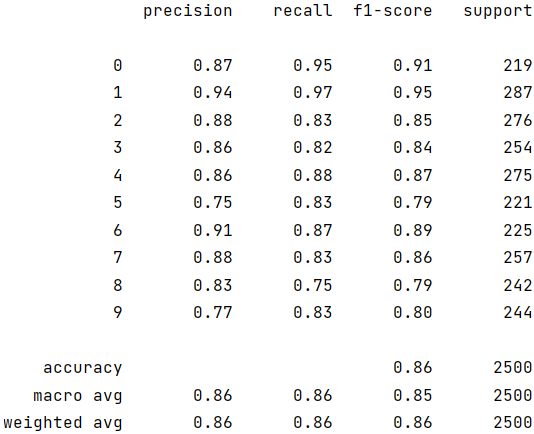 precision recall f1-score support
0 0.87 0.95 0.91 219
1 0.94 0.97 0.95 287
2 0.88 0.83 0.85 276
3 0.86 0.82 0.84 254
4 0.86 0.88 0.87 275
5 0.75 0.83 0.79 221
6 0.91 0.87 0.89 225
7 0.88 0.83 0.86 257
8 0.83 0.75 0.79 242
9 0.77 0.83 0.80 244
accuracy 0.86 2500
macro avg 0.86 0.86 0.85 2500
weighted avg 0.86 0.86 0.86 2500